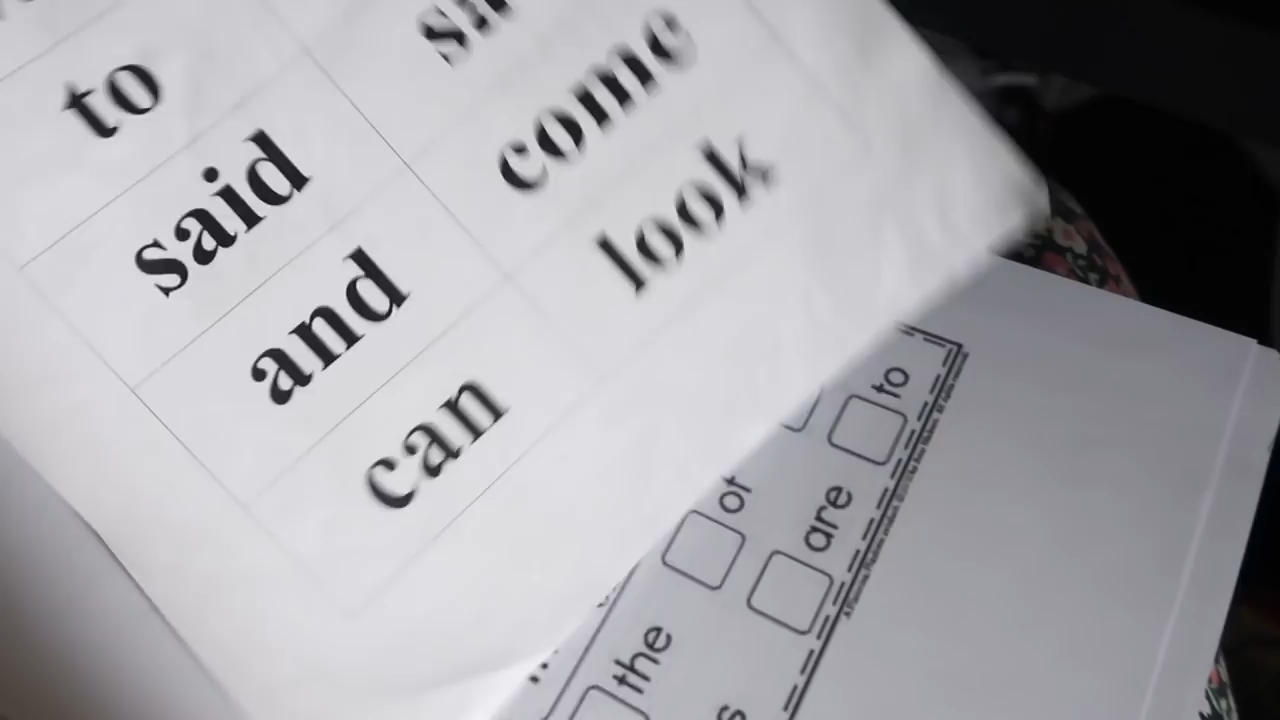 to
said
and
can
come
look
to
of
are
the